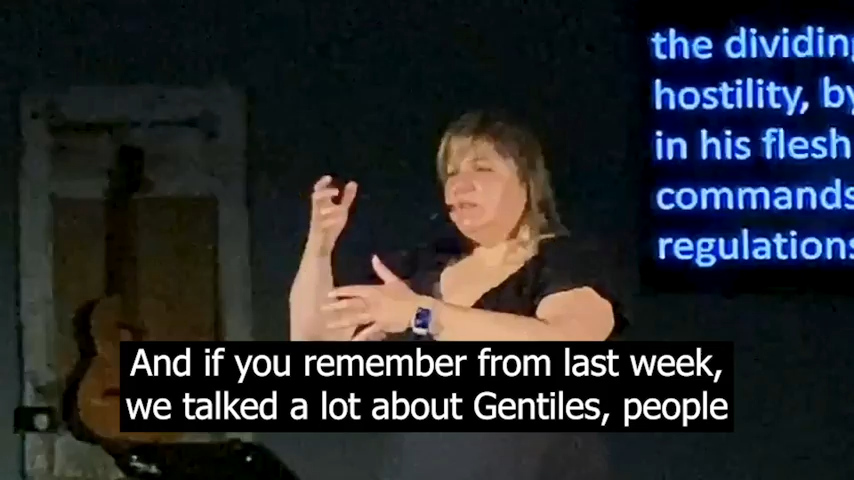 the dividin
hostility, by
in his flesh
commands
regulations
And if you remember from last week,
we talked a lot about Gentiles, people